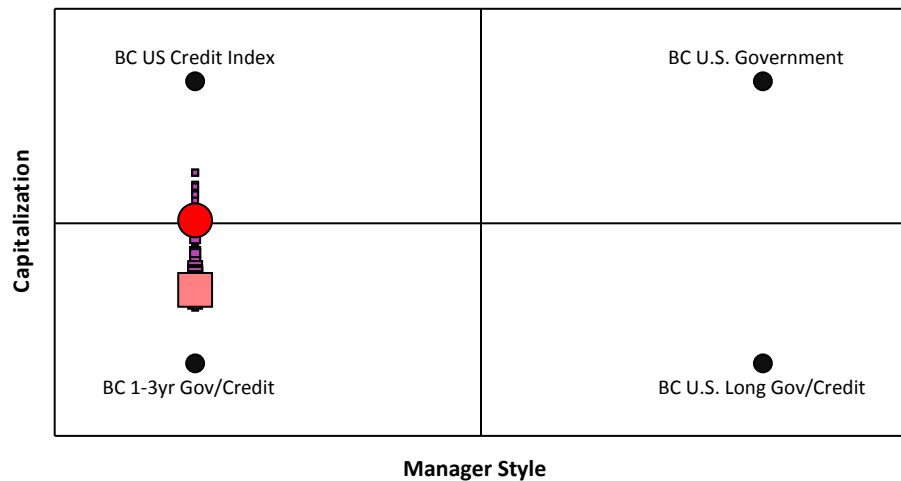 BC US Credit Index
BC U.S. Government
Capitalization
BC 1-3yr Gov/Credit
BC U.S. Long Gov/Credit
Manager Style